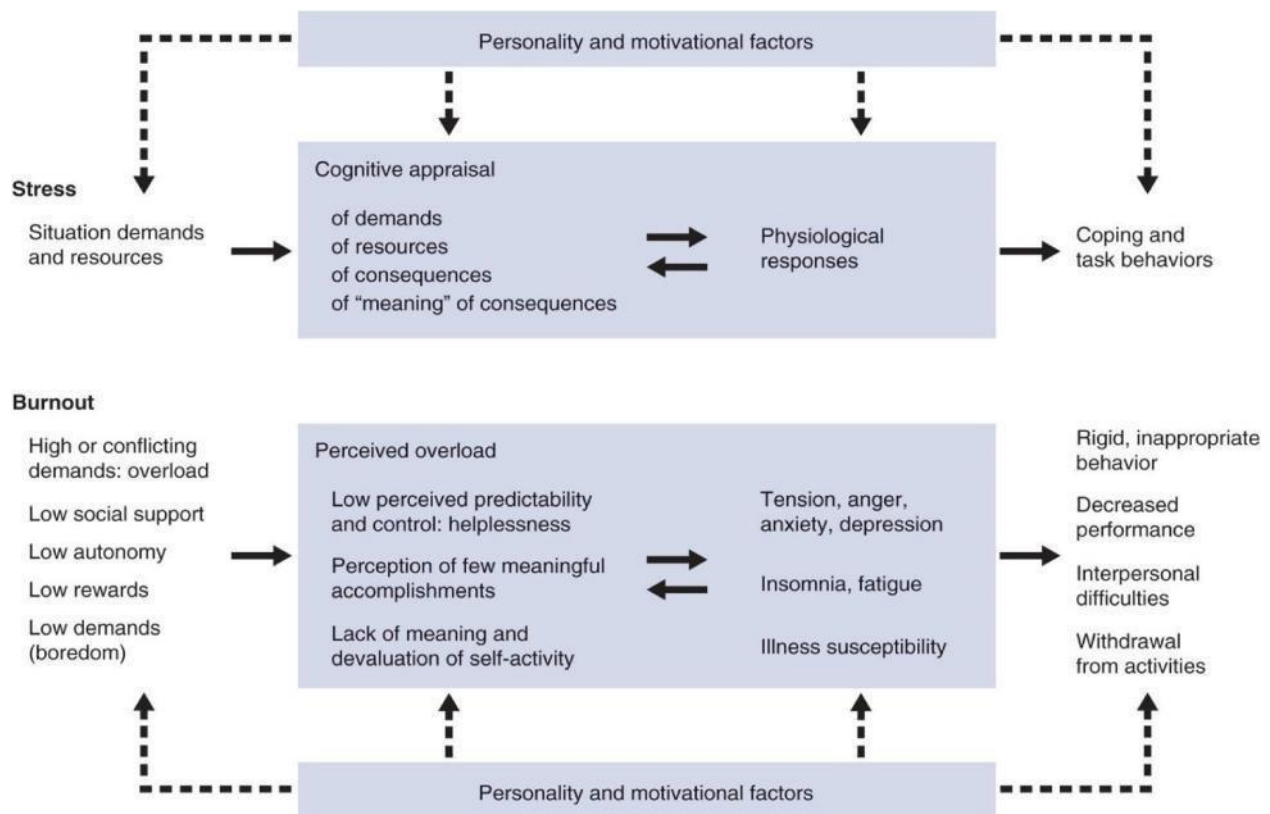 Personality and motivational factors
Stress
Situation demands
and resources
Cognitive appraisal
of demands
of resources
of consequences
of “meaning” of consequences
Physiological
responses
Coping and
task behaviors
Burnout
High or conflicting
demands: overload
Low social support
Low autonomy
Low rewards
Low demands
(boredom)
Perceived overload
Low perceived predictability
and control: helplessness
Perception of few meaningful
accomplishments
Lack of meaning and
devaluation of self-activity
Tension, anger,
anxiety, depression
Insomnia, fatigue
Illness susceptibility
Rigid, inappropriate
behavior
Decreased
performance
Interpersonal
difficulties
Withdrawal
from activities
Personality and motivational factors